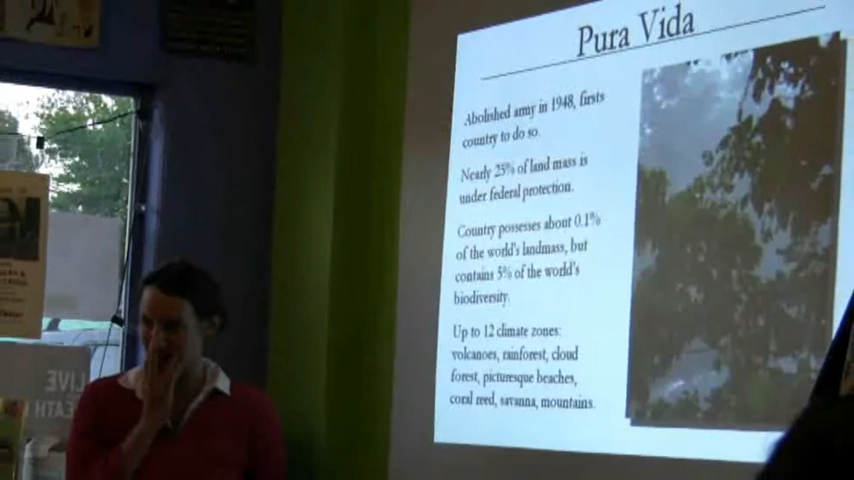 Pura Vida
Abolished army in 1948, firsts
country to do so.
Nearly 25% of land mass is
under federal protection.
Country possesses about 0.1%
of the world's landmass, but
contains 5% of the world's
biodiversity.
Up to 12 climate zones:
volcanoes, rainforest, cloud
forest, picturesque beaches,
coral reed, savanna, mountains.
LIVE